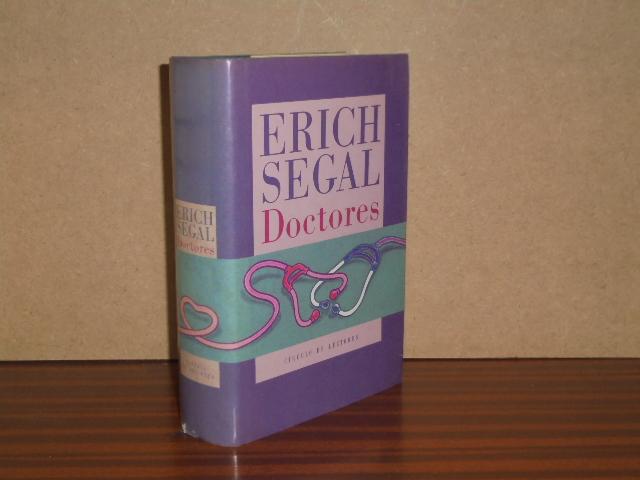 ERICH
SEGAL
Doctores
CÍRCULO DE LECTORES
ERICH
SEGAL
Doctores